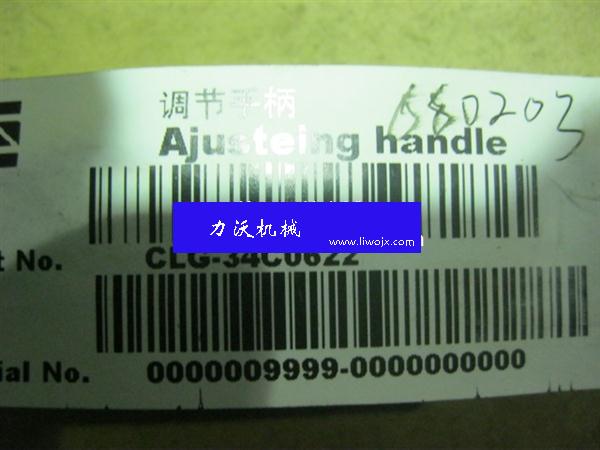 调节手柄
Ajusteing handle
力沃机械
www.liwojx.com
t No. CLG-34C0622
ial No. 0000009999-0000000000